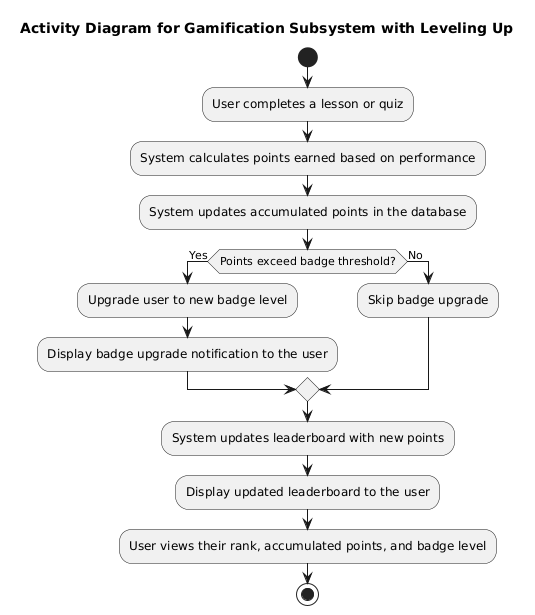 Activity Diagram for Gamification Subsystem with Leveling Up
User completes a lesson or quiz
System calculates points earned based on performance
System updates accumulated points in the database
Points exceed badge threshold?
Yes
No
Upgrade user to new badge level
Skip badge upgrade
Display badge upgrade notification to the user
System updates leaderboard with new points
Display updated leaderboard to the user
User views their rank, accumulated points, and badge level